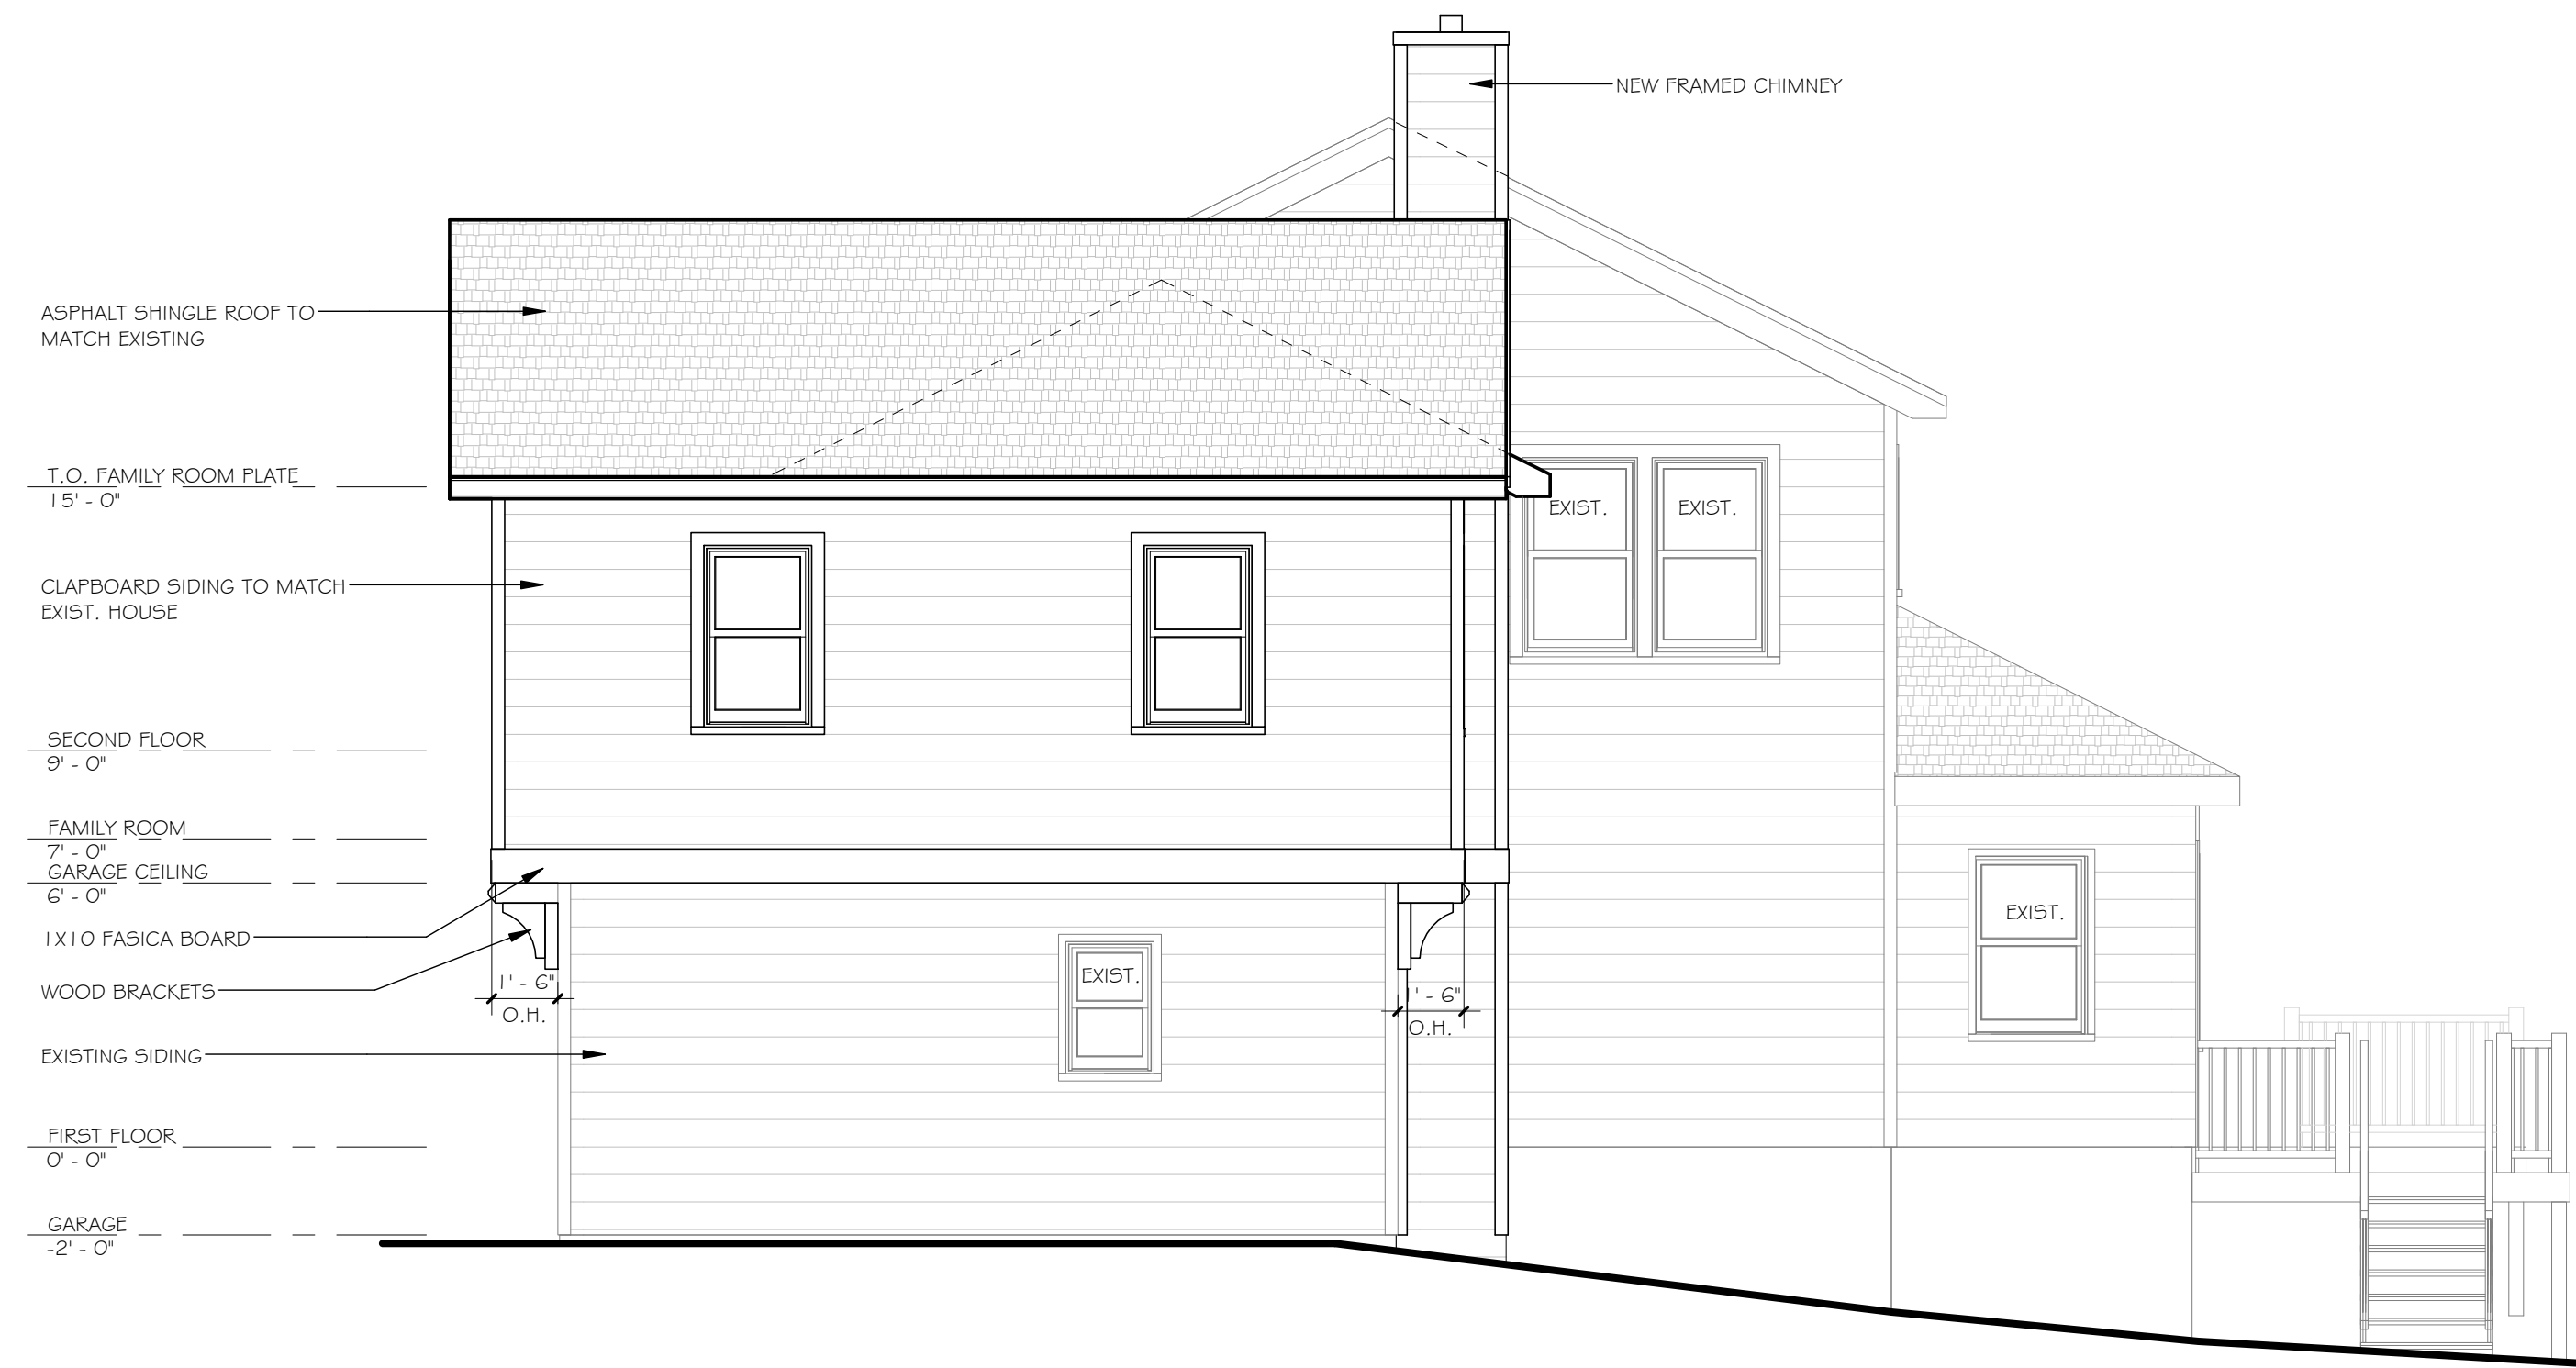 NEW FRAMED CHIMNEY
ASPHALT SHINGLE ROOF TO
MATCH EXISTING
T.O. FAMILY ROOM PLATE
15' - 0"
EXIST.
EXIST.
CLAPBOARD SIDING TO MATCH
EXIST. HOUSE
SECOND FLOOR
9' - 0"
FAMILY ROOM
7' - 0"
GARAGE CEILING
6' - 0"
EXIST.
1X10 FASICA BOARD
WOOD BRACKETS
EXIST.
1' - 6"
O.H.
1' - 6"
O.H.
EXISTING SIDING
FIRST FLOOR
0' - 0"
GARAGE
-2' - 0"